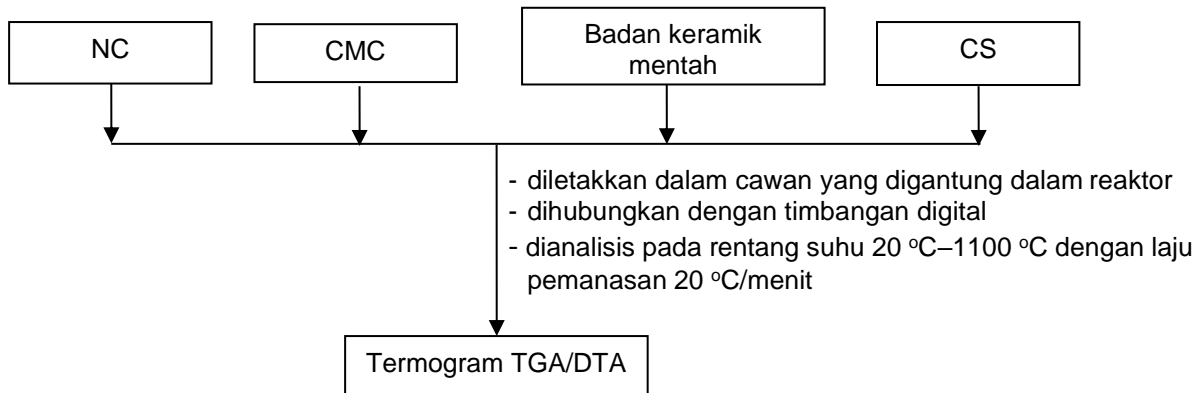 NC
CMC
Badan keramik
mentah
CS
- diletakkan dalam cawan yang digantung dalam reaktor
- dihubungkan dengan timbangan digital
- dianalisis pada rentang suhu 20 °C–1100 °C dengan laju
pemanasan 20 °C/menit
Termogram TGA/DTA